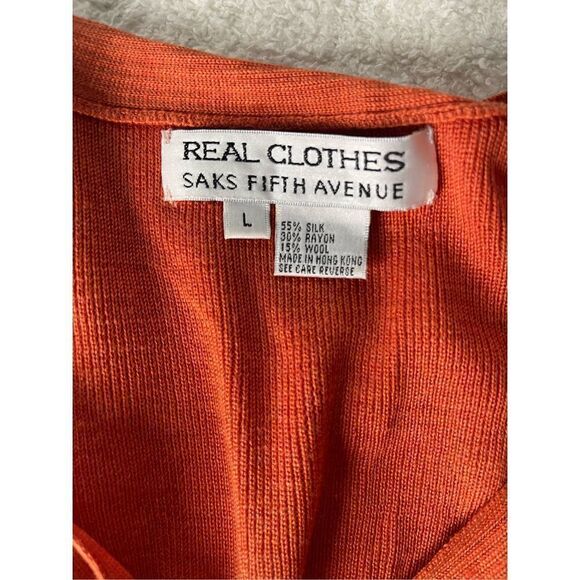 REAL CLOTHES
SAKS FIFTH AVENUE
L
55% SILK
30% RAYON
15% WOOL
MADE IN HONG KONG
SEE CARE REVERSE